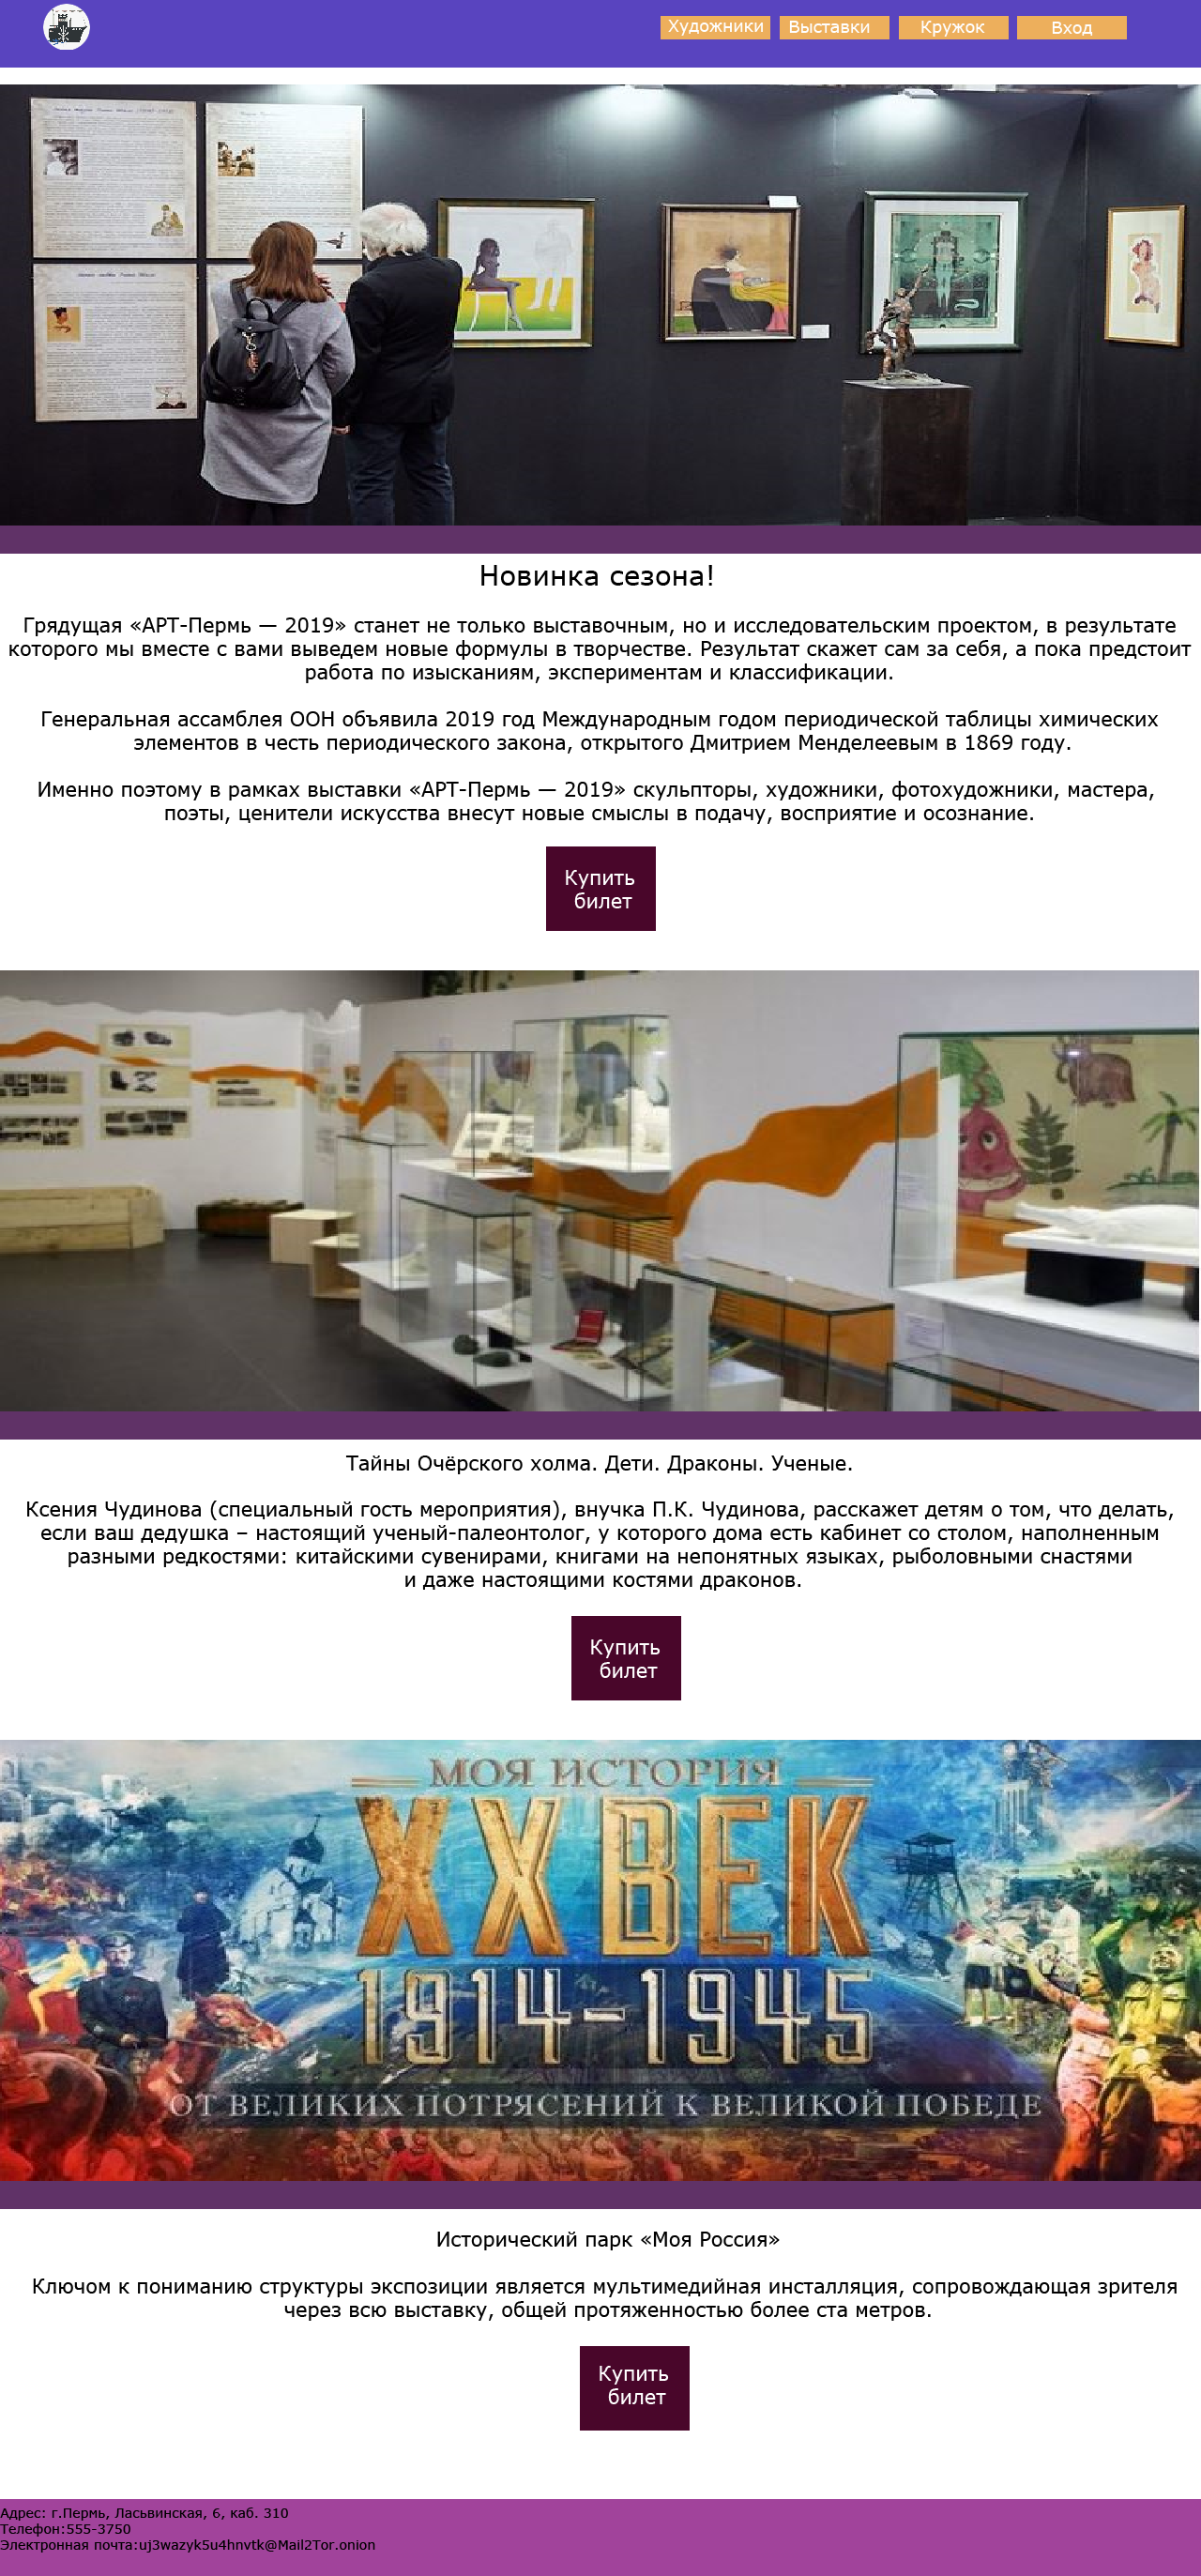 Художники Выставки Кружок Вход
Новинка сезона!
Грядущая «АРТ-Пермь — 2019» станет не только выставочным, но и исследовательским проектом, в результате
которого мы вместе с вами выведем новые формулы в творчестве. Результат скажет сам за себя, а пока предстоит
работа по изысканиям, экспериментам и классификации.
Генеральная ассамблея ООН объявила 2019 год Международным годом периодической таблицы химических
элементов в честь периодического закона, открытого Дмитрием Менделеевым в 1869 году.
Именно поэтому в рамках выставки «АРТ-Пермь — 2019» скульпторы, художники, фотохудожники, мастера,
поэты, ценители искусства внесут новые смыслы в подачу, восприятие и осознание.
Купить
билет
Тайны Очёрского холма. Дети. Драконы. Ученые.
Ксения Чудинова (специальный гость мероприятия), внучка П.К. Чудинова, расскажет детям о том, что делать,
если ваш дедушка – настоящий ученый-палеонтолог, у которого дома есть кабинет со столом, наполненным
разными редкостями: китайскими сувенирами, книгами на непонятных языках, рыболовными снастями
и даже настоящими костями драконов.
Купить
билет
МОЯ ИСТОРИЯ
XX ВЕК
1914-1945
ОТ ВЕЛИКИХ ПОТРЯСЕНИЙ К ВЕЛИКОЙ ПОБЕДЕ
Исторический парк «Моя Россия»
Ключом к пониманию структуры экспозиции является мультимедийная инсталляция, сопровождающая зрителя
через всю выставку, общей протяженностью более ста метров.
Купить
билет
Адрес: г.Пермь, Ласьвинская, 6, каб. 310
Телефон:555-3750
Электронная почта:uj3wazyk5u4hnvtk@Mail2Tor.onion